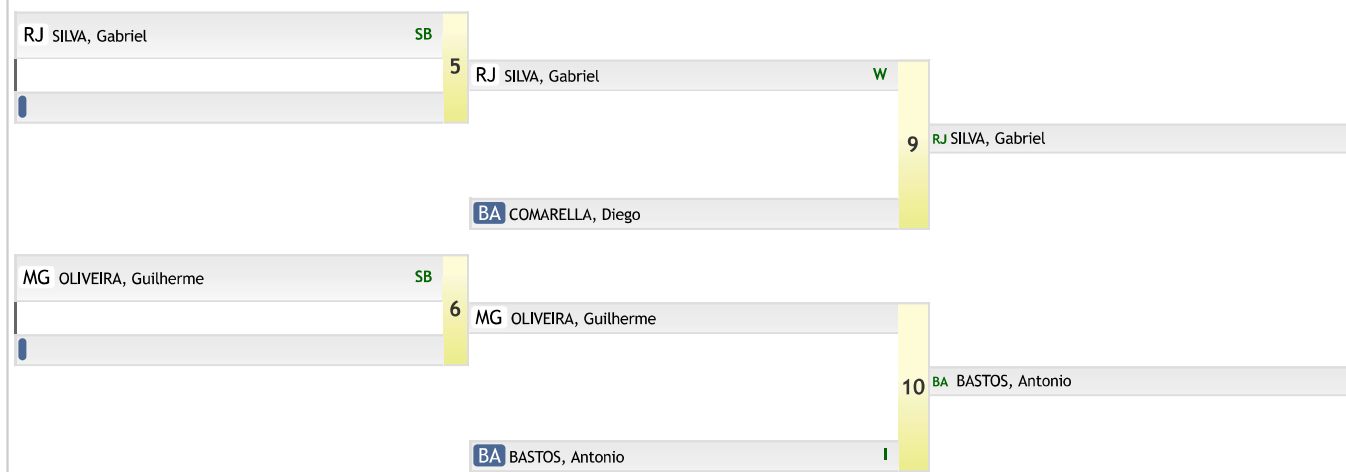 RJ SILVA, Gabriel SB
5
RJ SILVA, Gabriel W
9
RJ SILVA, Gabriel
BA COMARELLA, Diego
MG OLIVEIRA, Guilherme SB
6
MG OLIVEIRA, Guilherme
10
BA BASTOS, Antonio
BA BASTOS, Antonio I